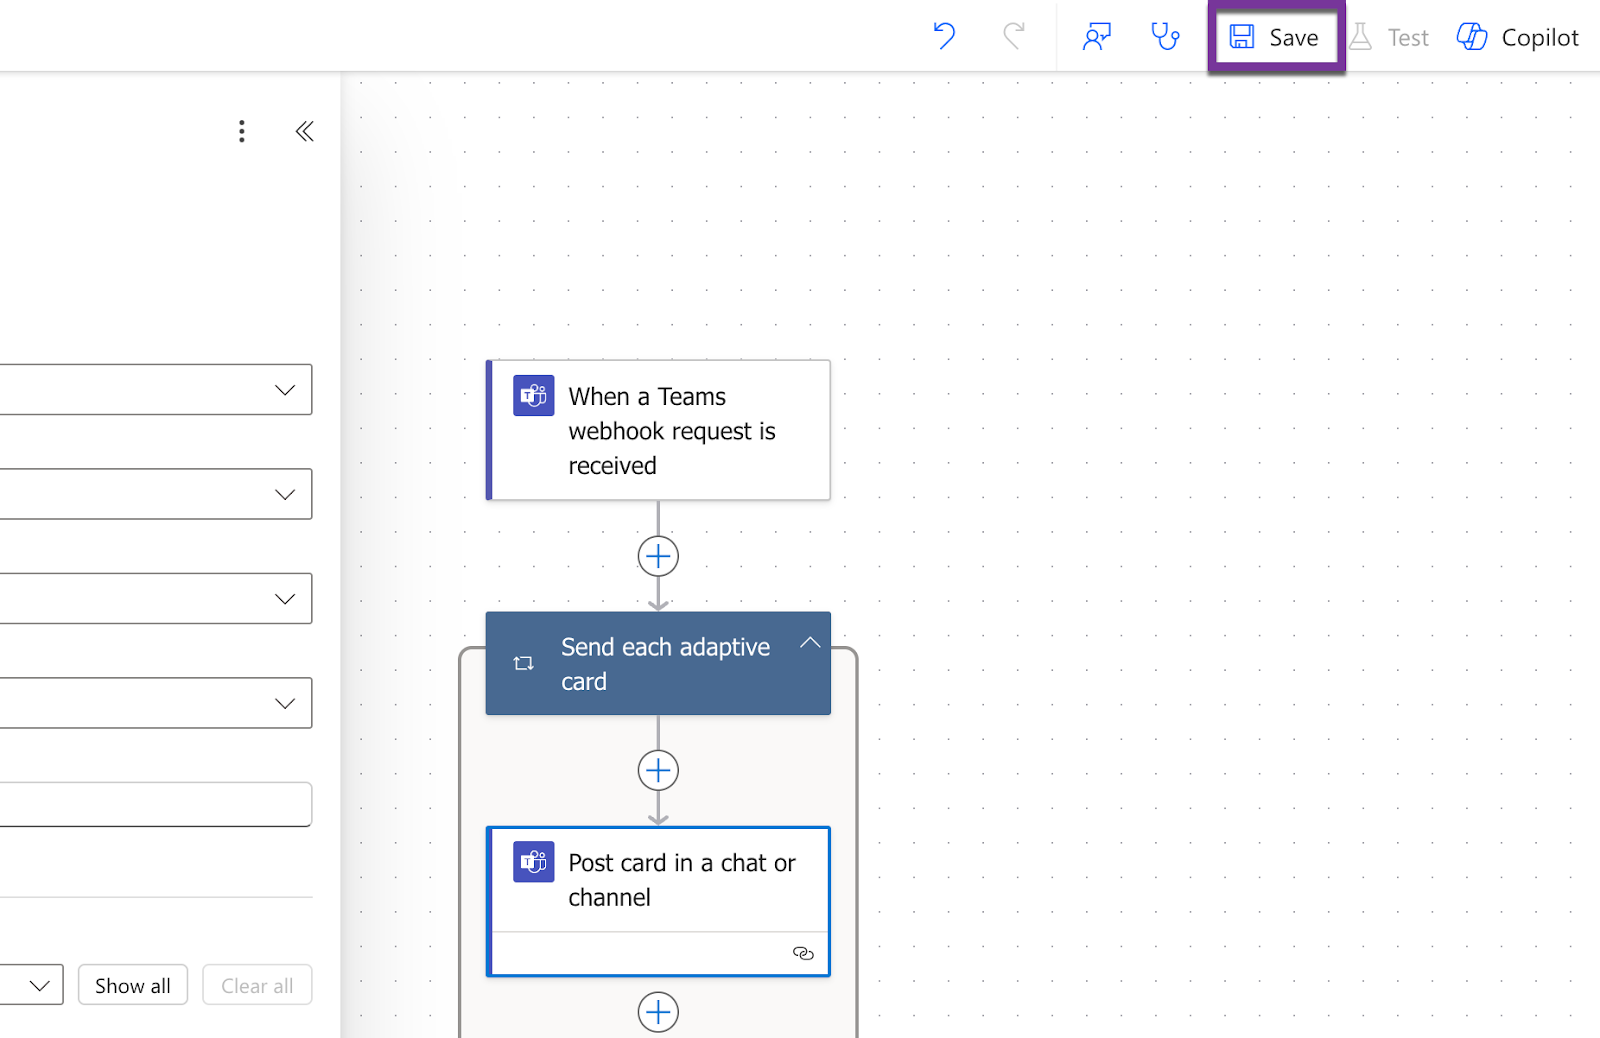 Save
Test
Copilot
When a Teams
webhook request is
received
Send each adaptive
card
Post card in a chat or
channel
Show all
Clear all